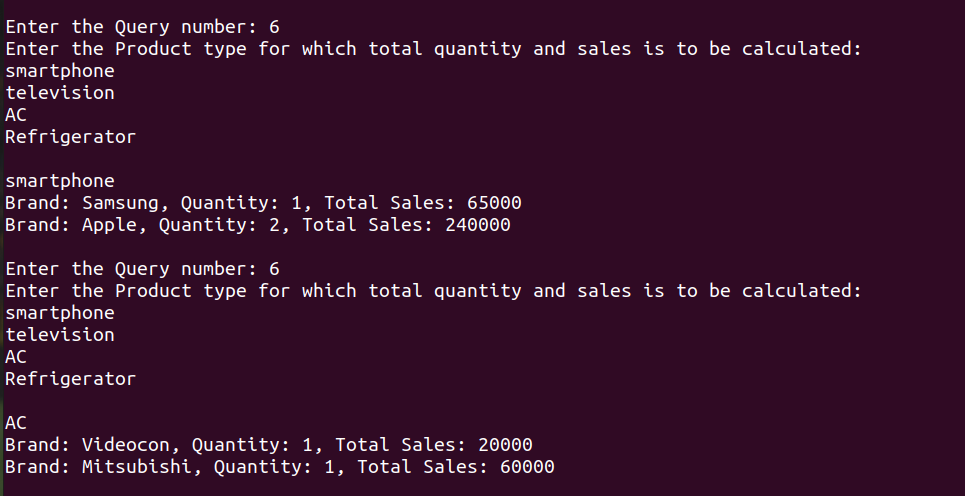 Enter the Query number: 6
Enter the Product type for which total quantity and sales is to be calculated:
smartphone
television
AC
Refrigerator
smartphone
Brand: Samsung, Quantity: 1, Total Sales: 65000
Brand: Apple, Quantity: 2, Total Sales: 240000
Enter the Query number: 6
Enter the Product type for which total quantity and sales is to be calculated:
smartphone
television
AC
Refrigerator
AC
Brand: Videocon, Quantity: 1, Total Sales: 20000
Brand: Mitsubishi, Quantity: 1, Total Sales: 60000